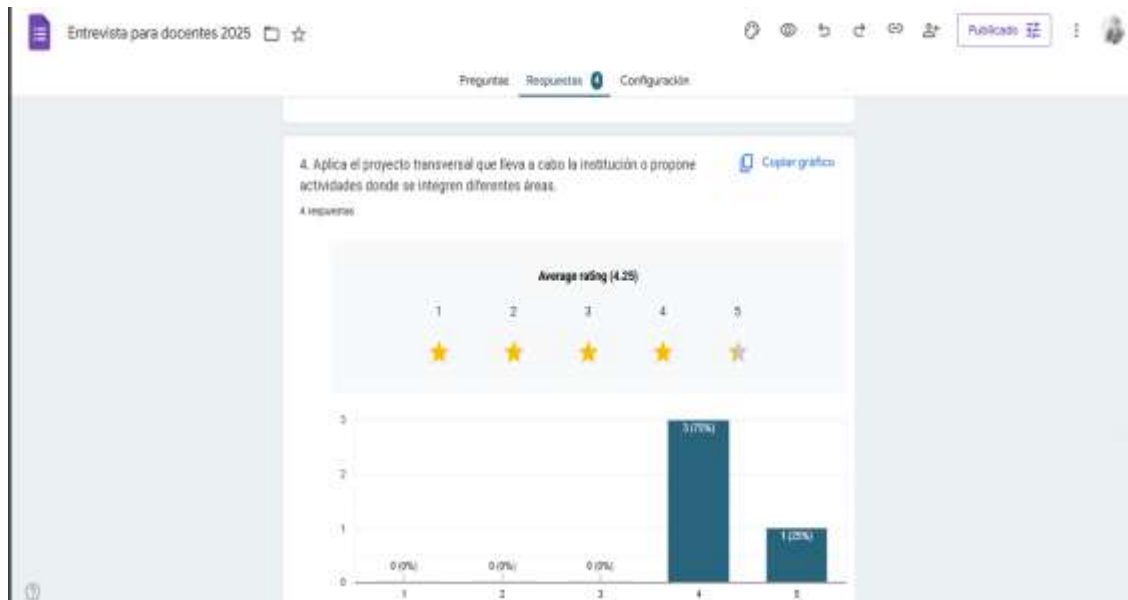 Entrevista para docentes 2025
Publicado
Preguntas Respuestas 4 Configuración
4. Aplica el proyecto transversal que lleva a cabo la institución o propone
actividades donde se integren diferentes áreas.
Copiar gráfico
4 respuestas
Average rating (4.25)
1 2 3 4 5
3
3 (75%)
2
1
1 (25%)
0 (0%) 0 (0%) 0 (0%)
0
1 2 3 4 5